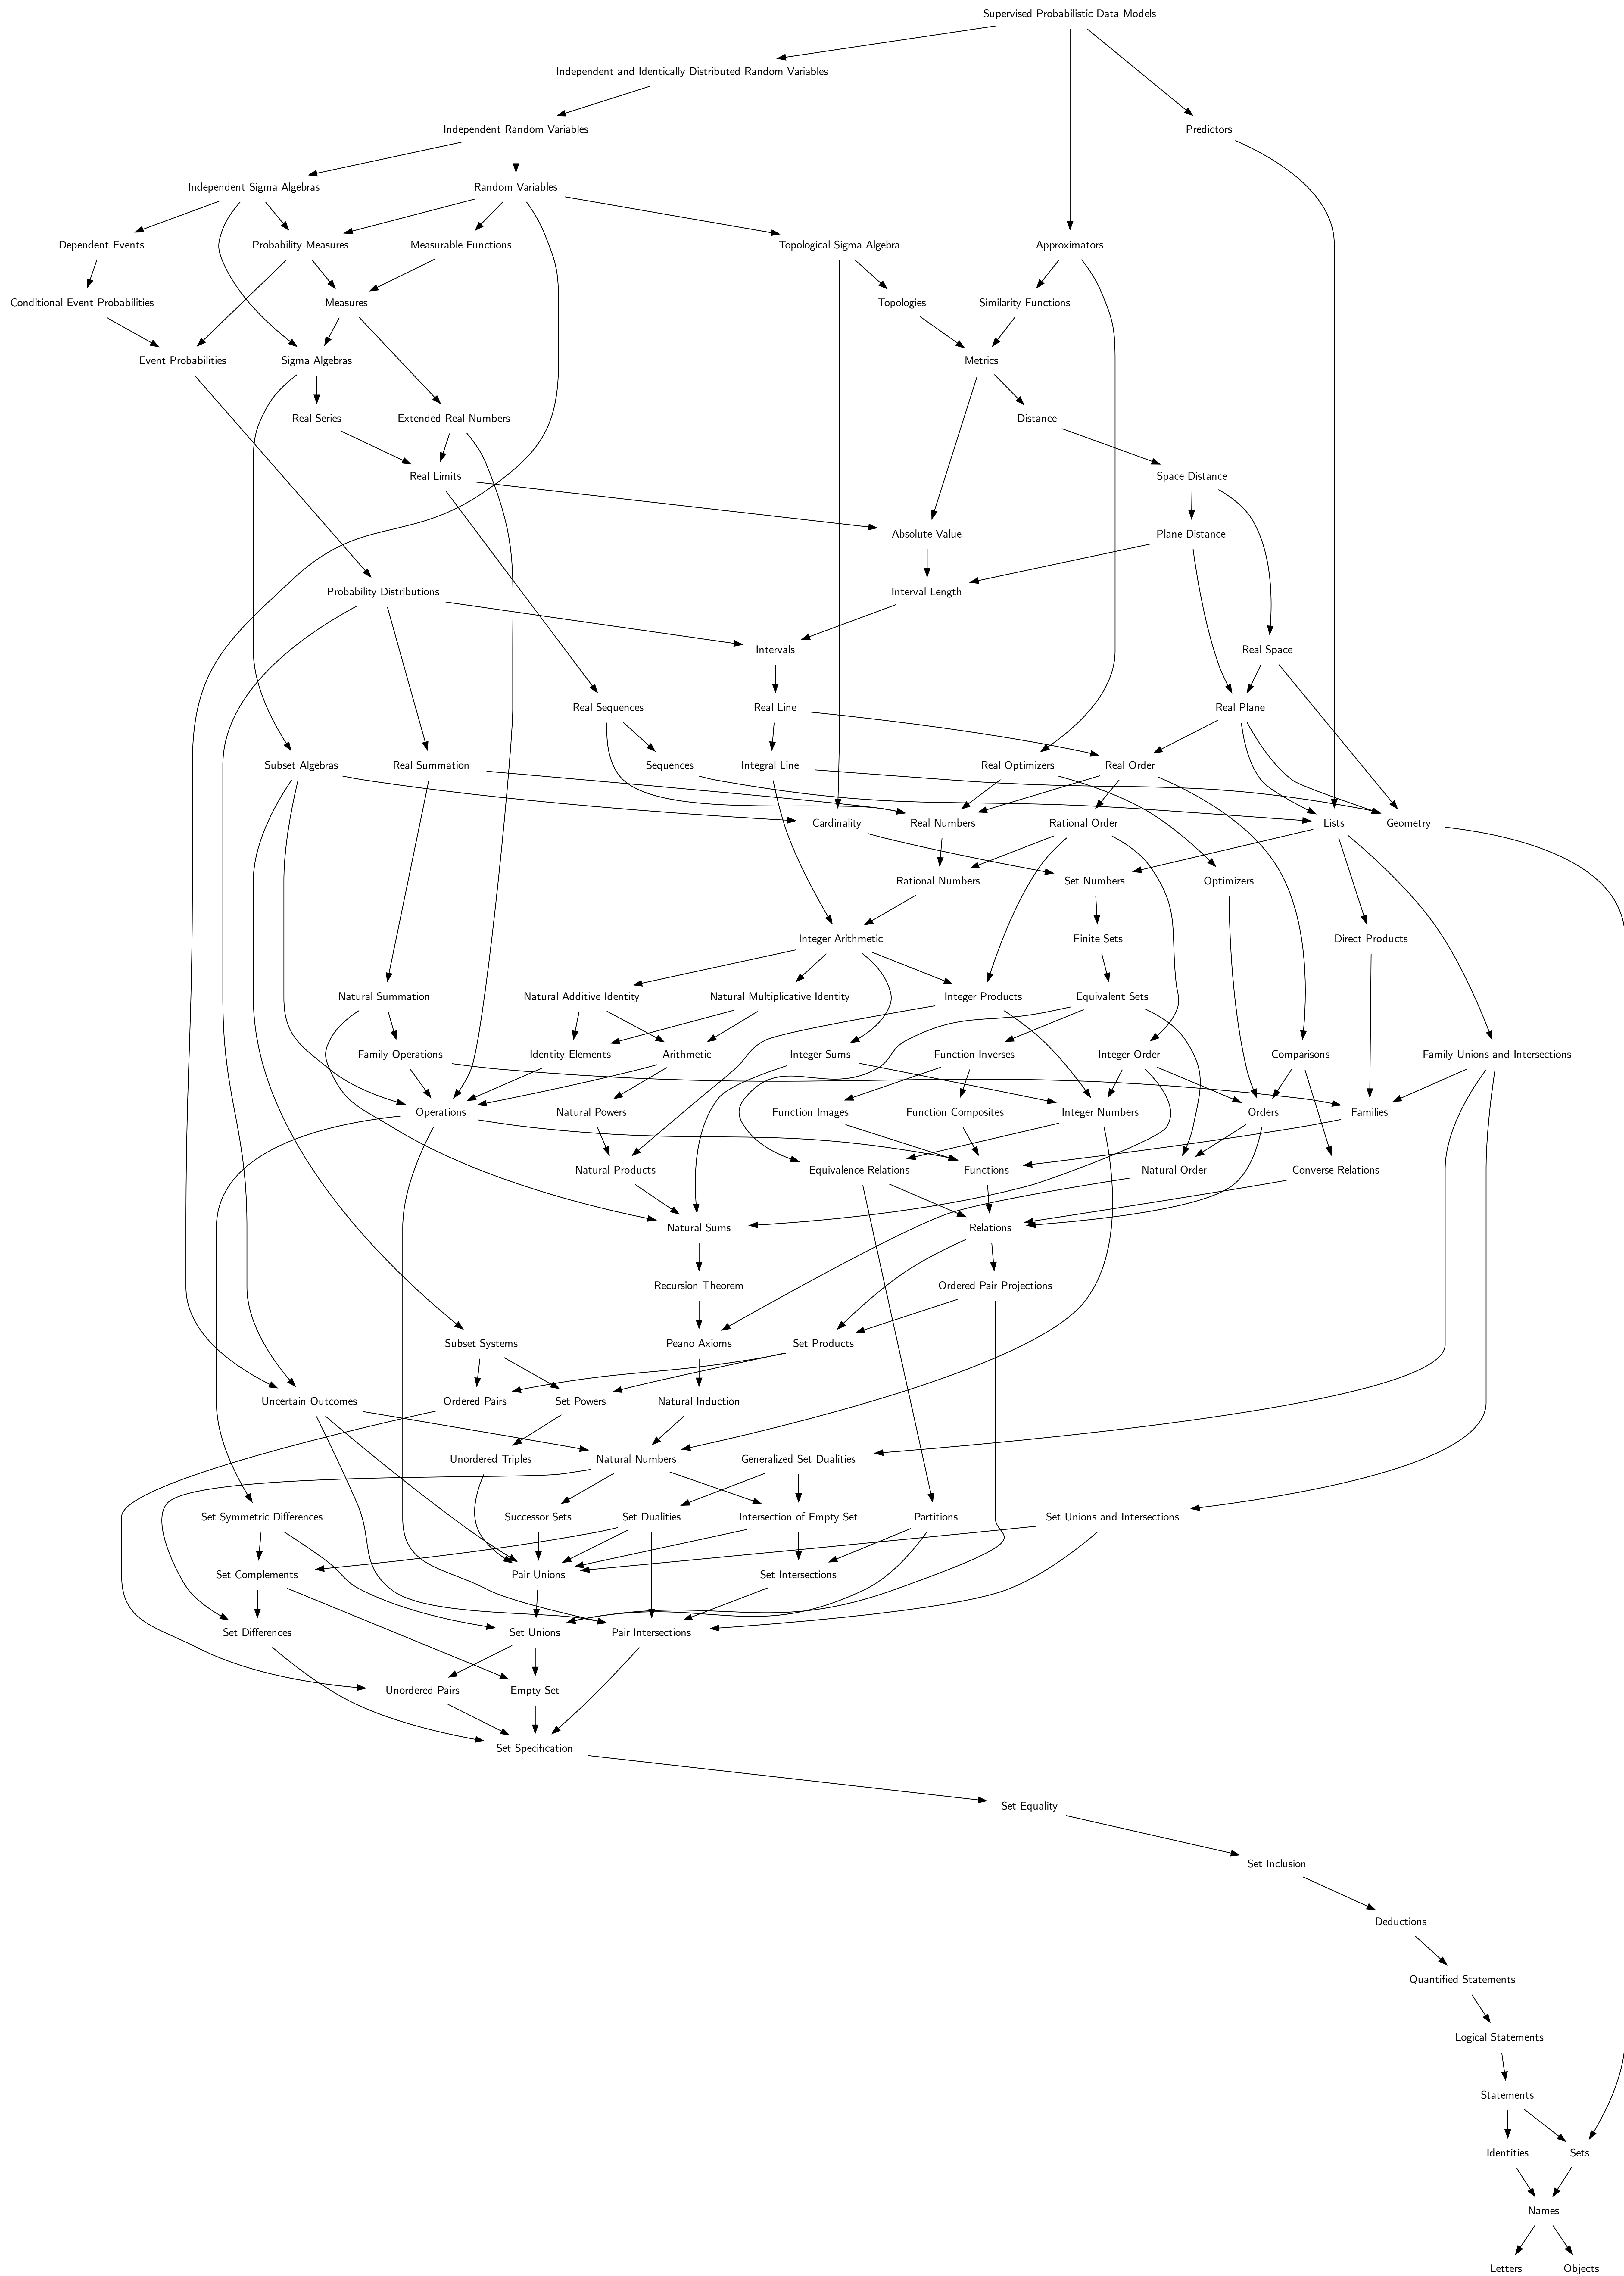 Supervised Probabilistic Data Models
Independent and Identically Distributed Random Variables
Independent Random Variables
Predictors
Independent Sigma Algebras
Random Variables
Dependent Events
Probability Measures
Measurable Functions
Topological Sigma Algebra
Approximators
Conditional Event Probabilities
Measures
Topologies
Similarity Functions
Event Probabilities
Sigma Algebras
Metrics
Real Series
Extended Real Numbers
Distance
Real Limits
Space Distance
Absolute Value
Plane Distance
Probability Distributions
Interval Length
Intervals
Real Space
Real Sequences
Real Line
Real Plane
Subset Algebras
Real Summation
Sequences
Integral Line
Real Optimizers
Real Order
Cardinality
Real Numbers
Rational Order
Lists
Geometry
Rational Numbers
Set Numbers
Optimizers
Integer Arithmetic
Finite Sets
Direct Products
Natural Summation
Natural Additive Identity
Natural Multiplicative Identity
Integer Products
Equivalent Sets
Family Operations
Identity Elements
Arithmetic
Integer Sums
Function Inverses
Integer Order
Comparisons
Family Unions and Intersections
Operations
Natural Powers
Function Images
Function Composites
Integer Numbers
Orders
Families
Natural Products
Equivalence Relations
Functions
Natural Order
Converse Relations
Natural Sums
Relations
Recursion Theorem
Ordered Pair Projections
Subset Systems
Peano Axioms
Set Products
Uncertain Outcomes
Ordered Pairs
Set Powers
Natural Induction
Unordered Triples
Natural Numbers
Generalized Set Dualities
Set Symmetric Differences
Successor Sets
Set Dualities
Intersection of Empty Set
Partitions
Set Unions and Intersections
Set Complements
Pair Unions
Set Intersections
Set Differences
Set Unions
Pair Intersections
Unordered Pairs
Empty Set
Set Specification
Set Equality
Set Inclusion
Deductions
Quantified Statements
Logical Statements
Statements
Identities
Sets
Names
Letters
Objects